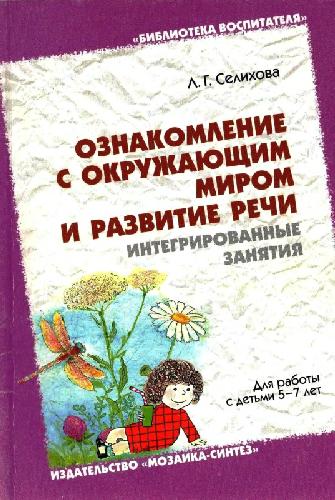 «БИБЛИОТЕКА ВОСПИТАТЕЛЯ»
Л. Г. Селихова
ОЗНАКОМЛЕНИЕ
С ОКРУЖАЮЩИМ
МИРОМ
И РАЗВИТИЕ РЕЧИ
ИНТЕГРИРОВАННЫЕ
ЗАНЯТИЯ
Для работы
с детьми 5–7 лет
ИЗДАТЕЛЬСТВО «МОЗАИКА-СИНТЕЗ»